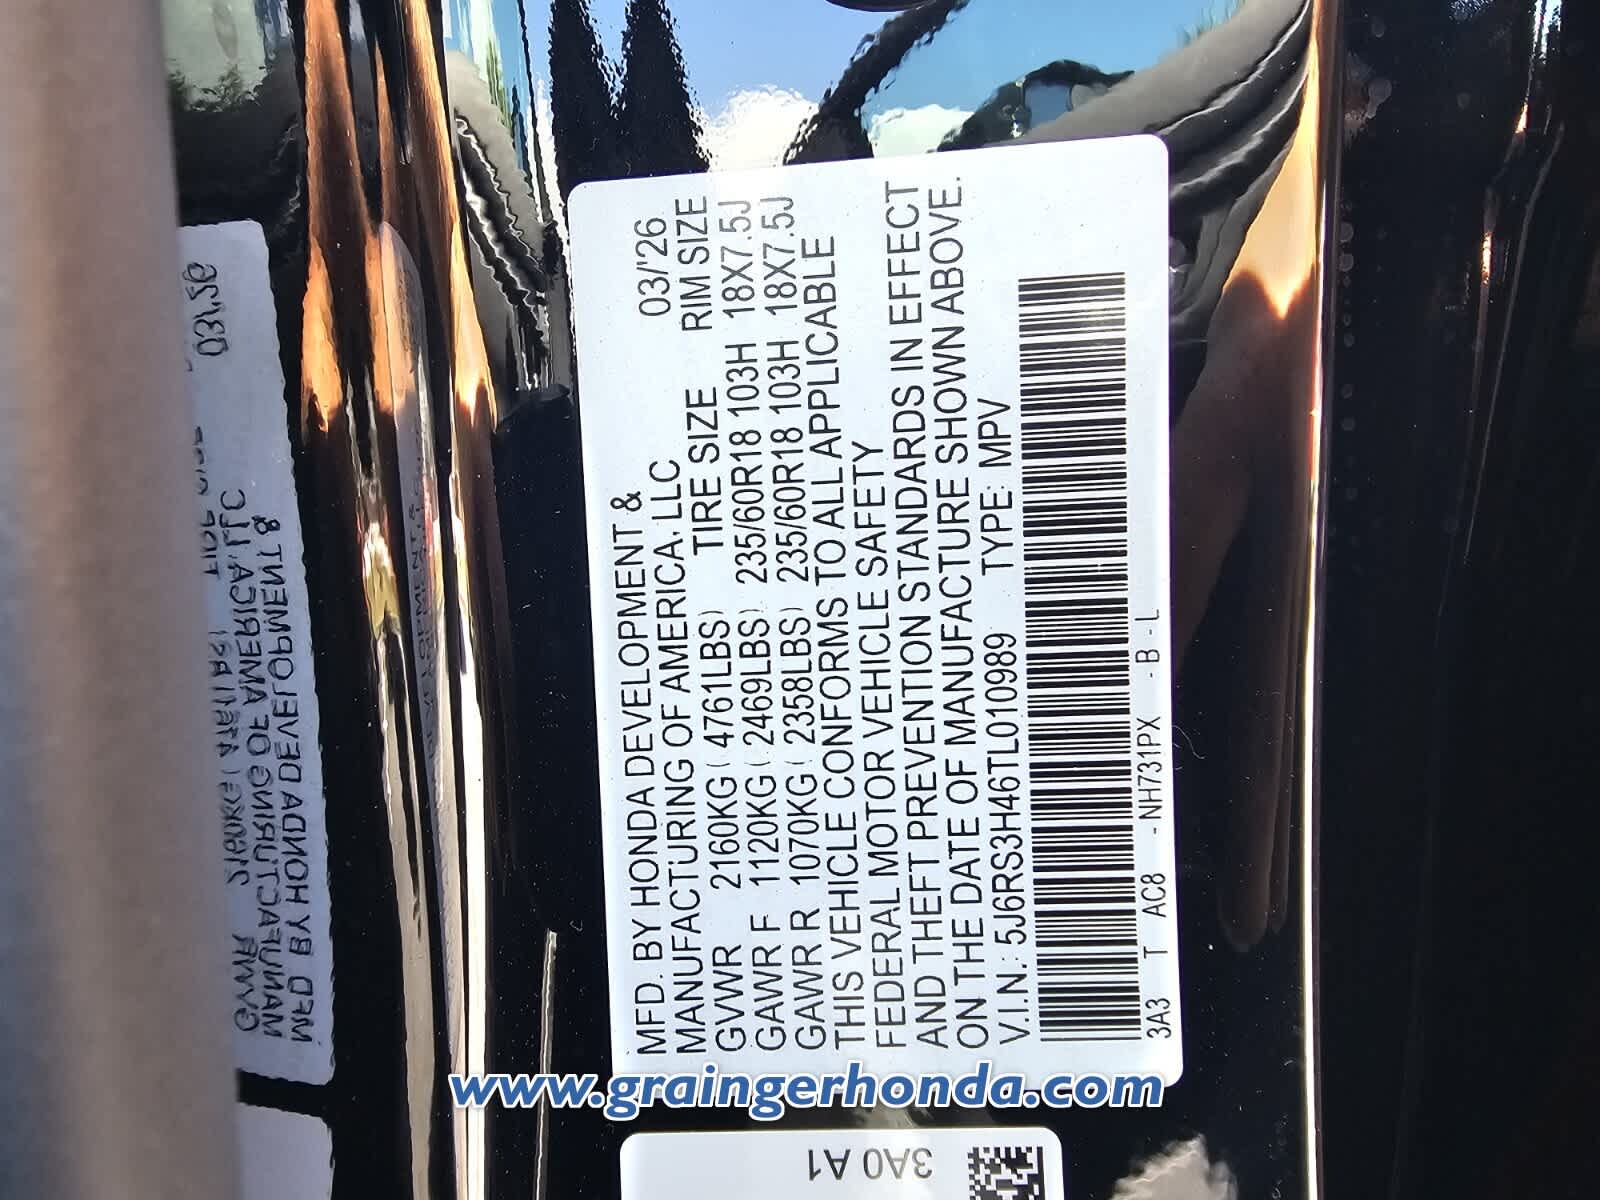 MFD. BY HONDA DEVELOPMENT &
MANUFACTURING OF AMERICA, LLC 03/'26
TIRE SIZE RIM SIZE
GVWR 2160KG ( 4761LBS)
GAWR F 1120KG ( 2469LBS ) 235/60R18 103H 18X7.5J
GAWR R 1070KG ( 2358LBS) 235/60R18 103H 18X7.5J
THIS VEHICLE CONFORMS TO ALL APPLICABLE
FEDERAL MOTOR VEHICLE SAFETY
AND THEFT PREVENTION STANDARDS IN EFFECT
ON THE DATE OF MANUFACTURE SHOWN ABOVE.
V.I.N.: 5J6RS3H46TL010989 TYPE: MPV
3A3 T AC8 - NH731PX - B - L
www.graingerhonda.com
3A0 A1